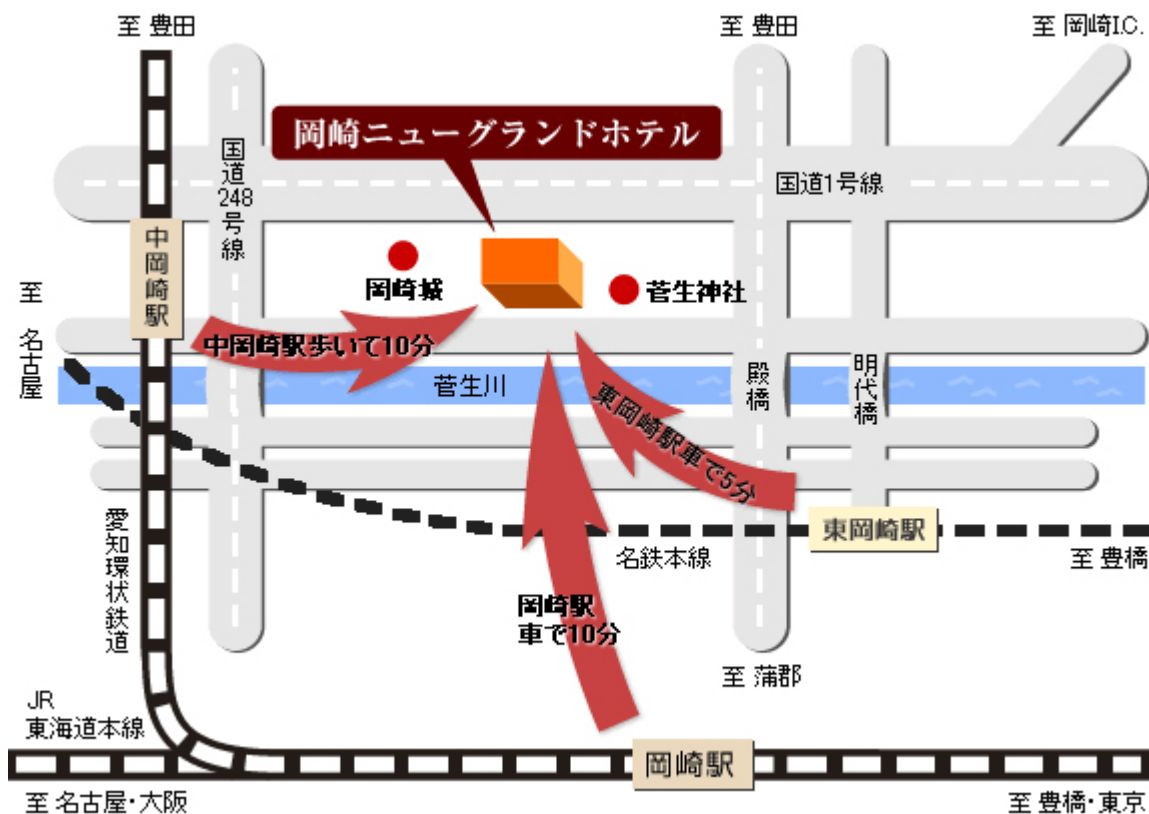 至 豊田
至 豊田
至 岡崎I.C.
岡崎ニューグランドホテル
国道248号線
国道1号線
中岡崎駅
岡崎城
菅生神社
至 名古屋
中岡崎駅歩いて10分
菅生川
殿橋
明代橋
東岡崎駅車で5分
東岡崎駅
名鉄本線
至 豊橋
愛知環状鉄道
岡崎駅
車で10分
至 蒲郡
JR
東海道本線
岡崎駅
至 名古屋・大阪
至 豊橋・東京